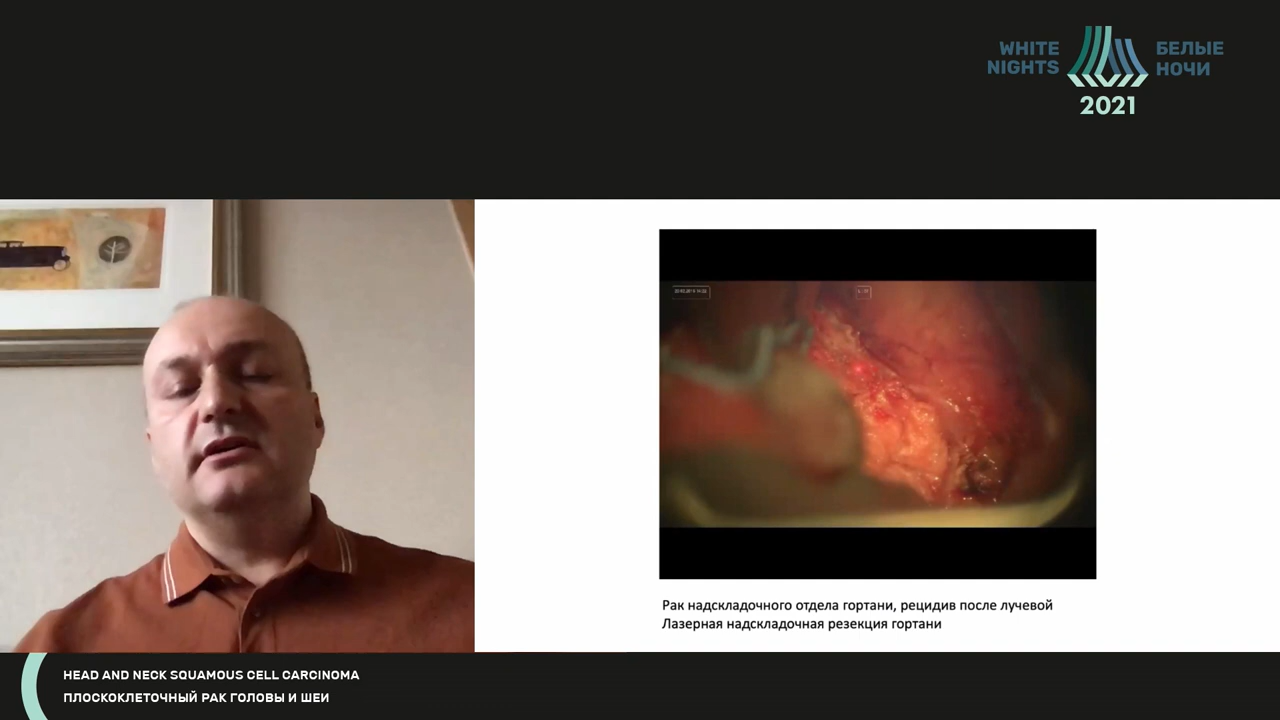 WHITE
NIGHTS
БЕЛЫЕ
НОЧИ
2021
Рак надскладочного отдела гортани, рецидив после лучевой
Лазерная надскладочная резекция гортани
HEAD AND NECK SQUAMOUS CELL CARCINOMA
ПЛОСКОКЛЕТОЧНЫЙ РАК ГОЛОВЫ И ШЕИ